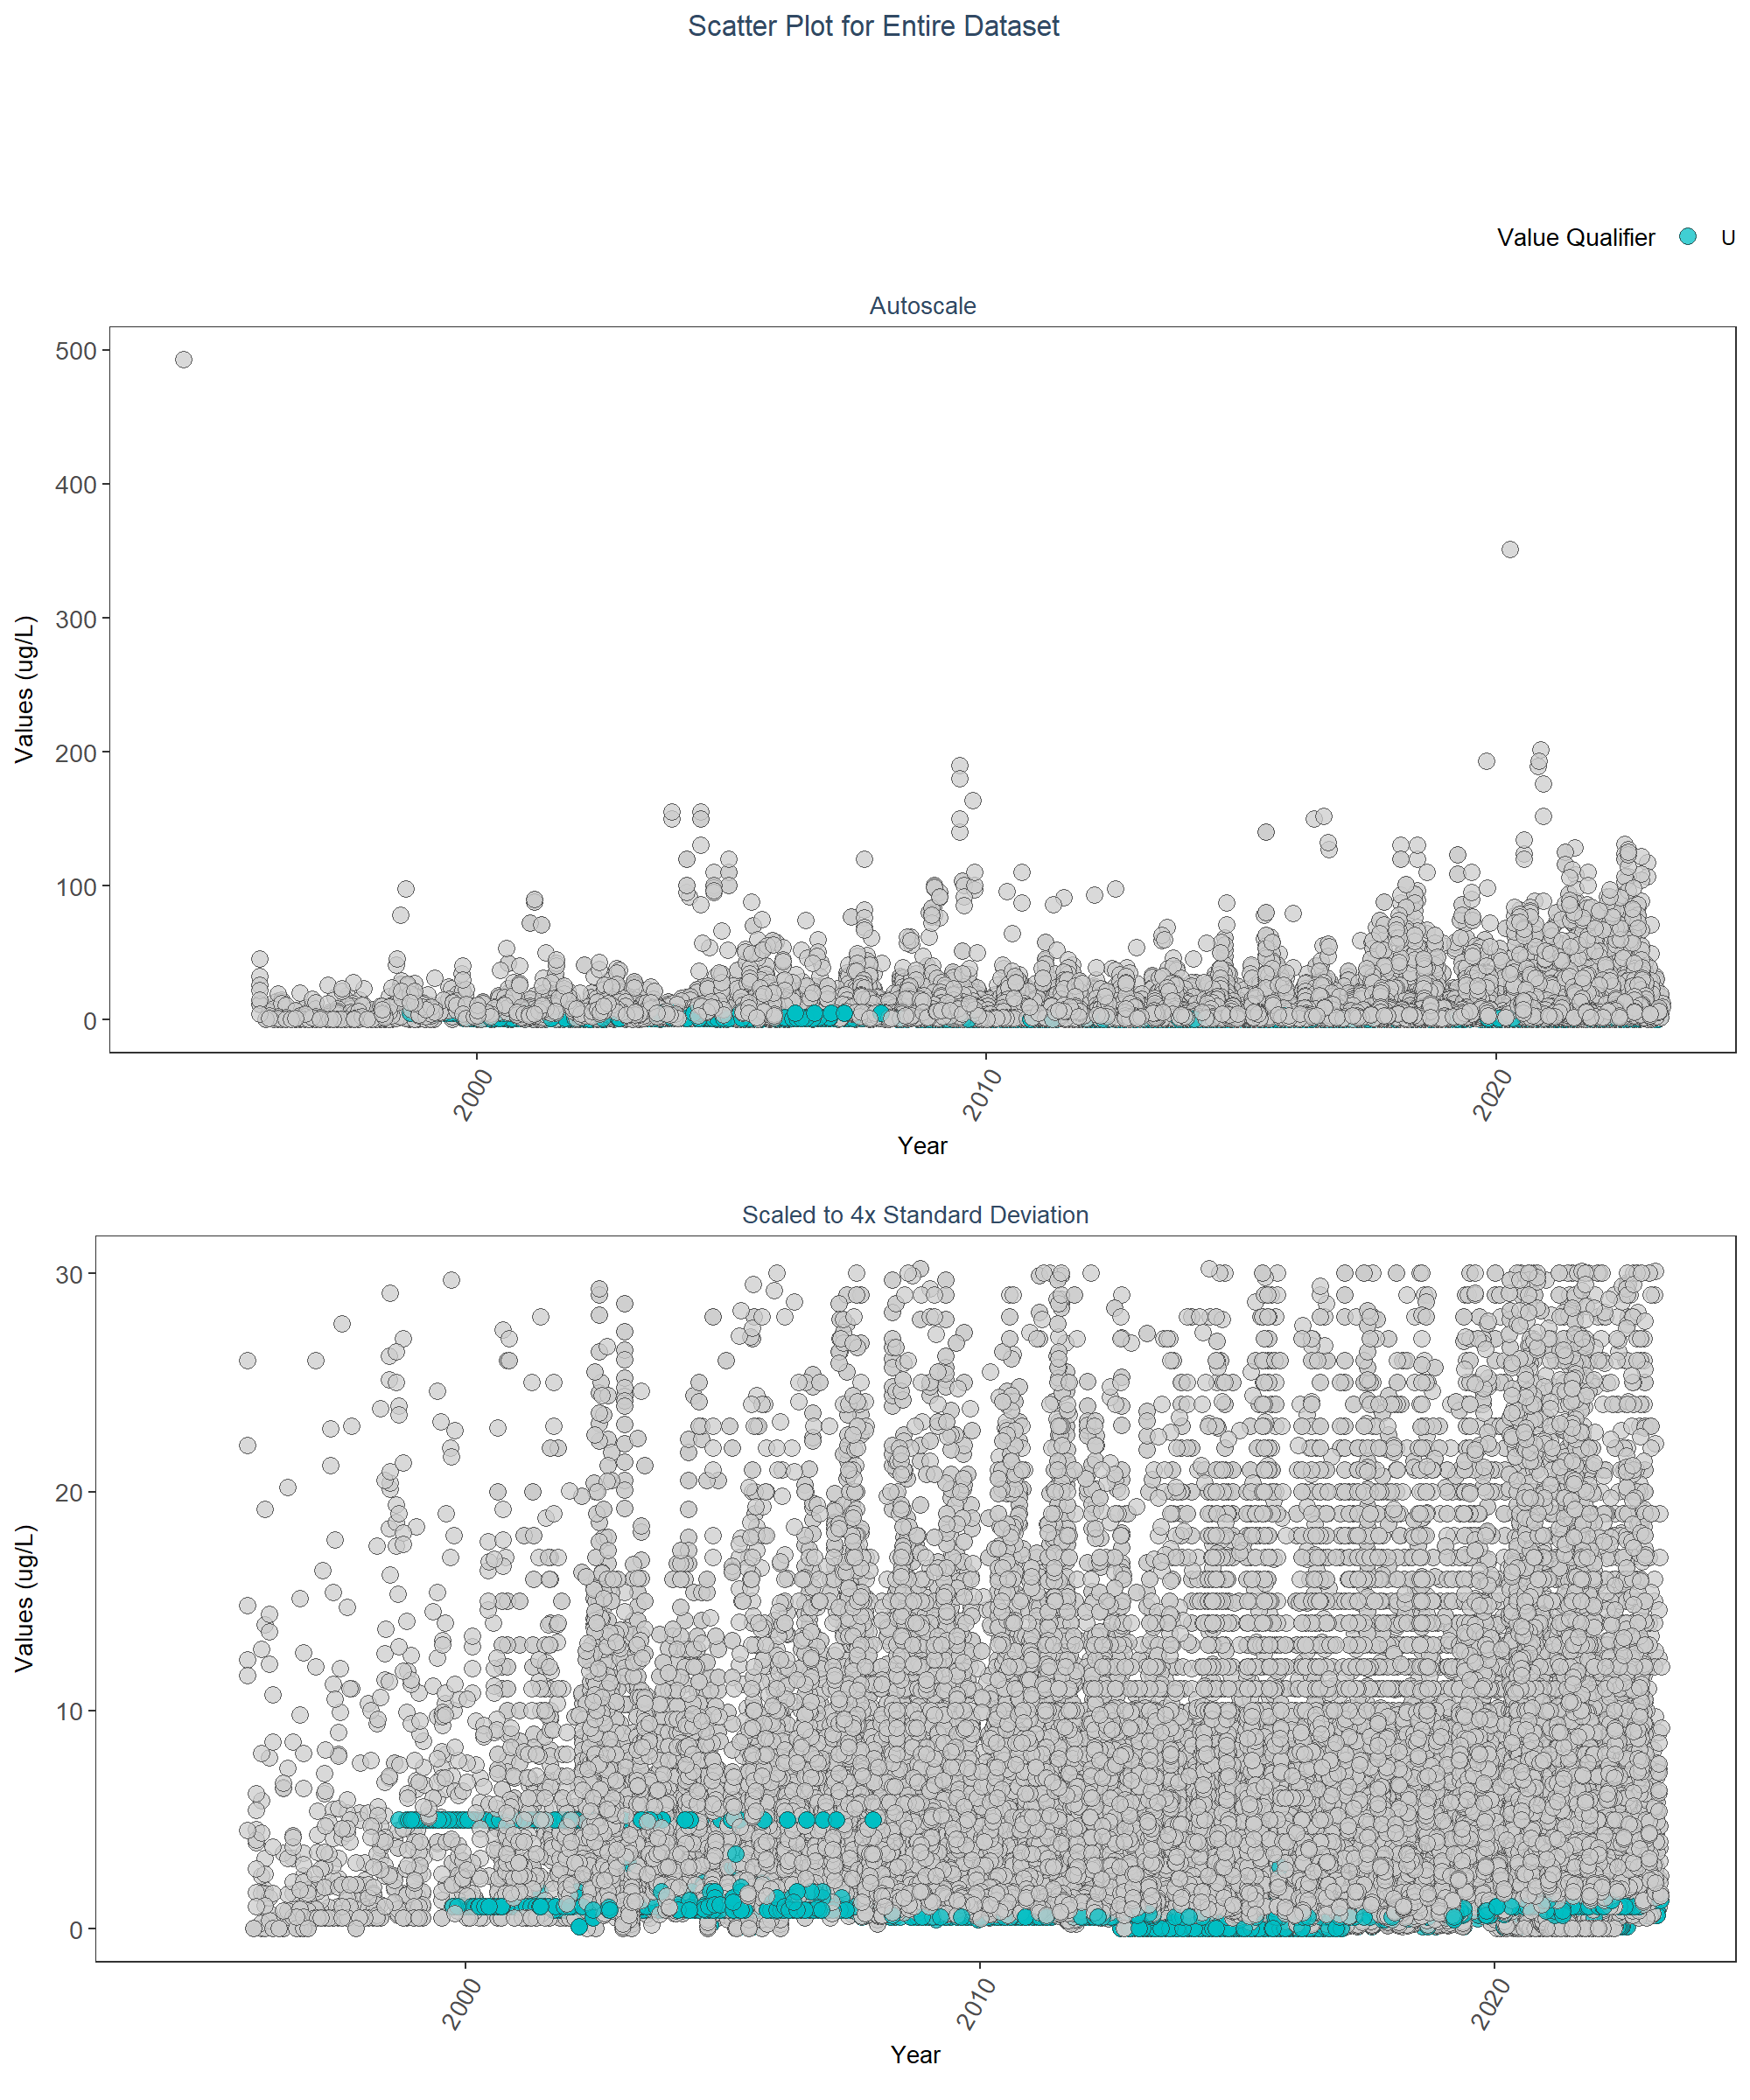 Scatter Plot for Entire Dataset
Value Qualifier U
Autoscale
500
400
300
200
100
0
Values (ug/L)
2000 2010 2020
Year
Scaled to 4x Standard Deviation
30
20
10
0
Values (ug/L)
2000 2010 2020
Year